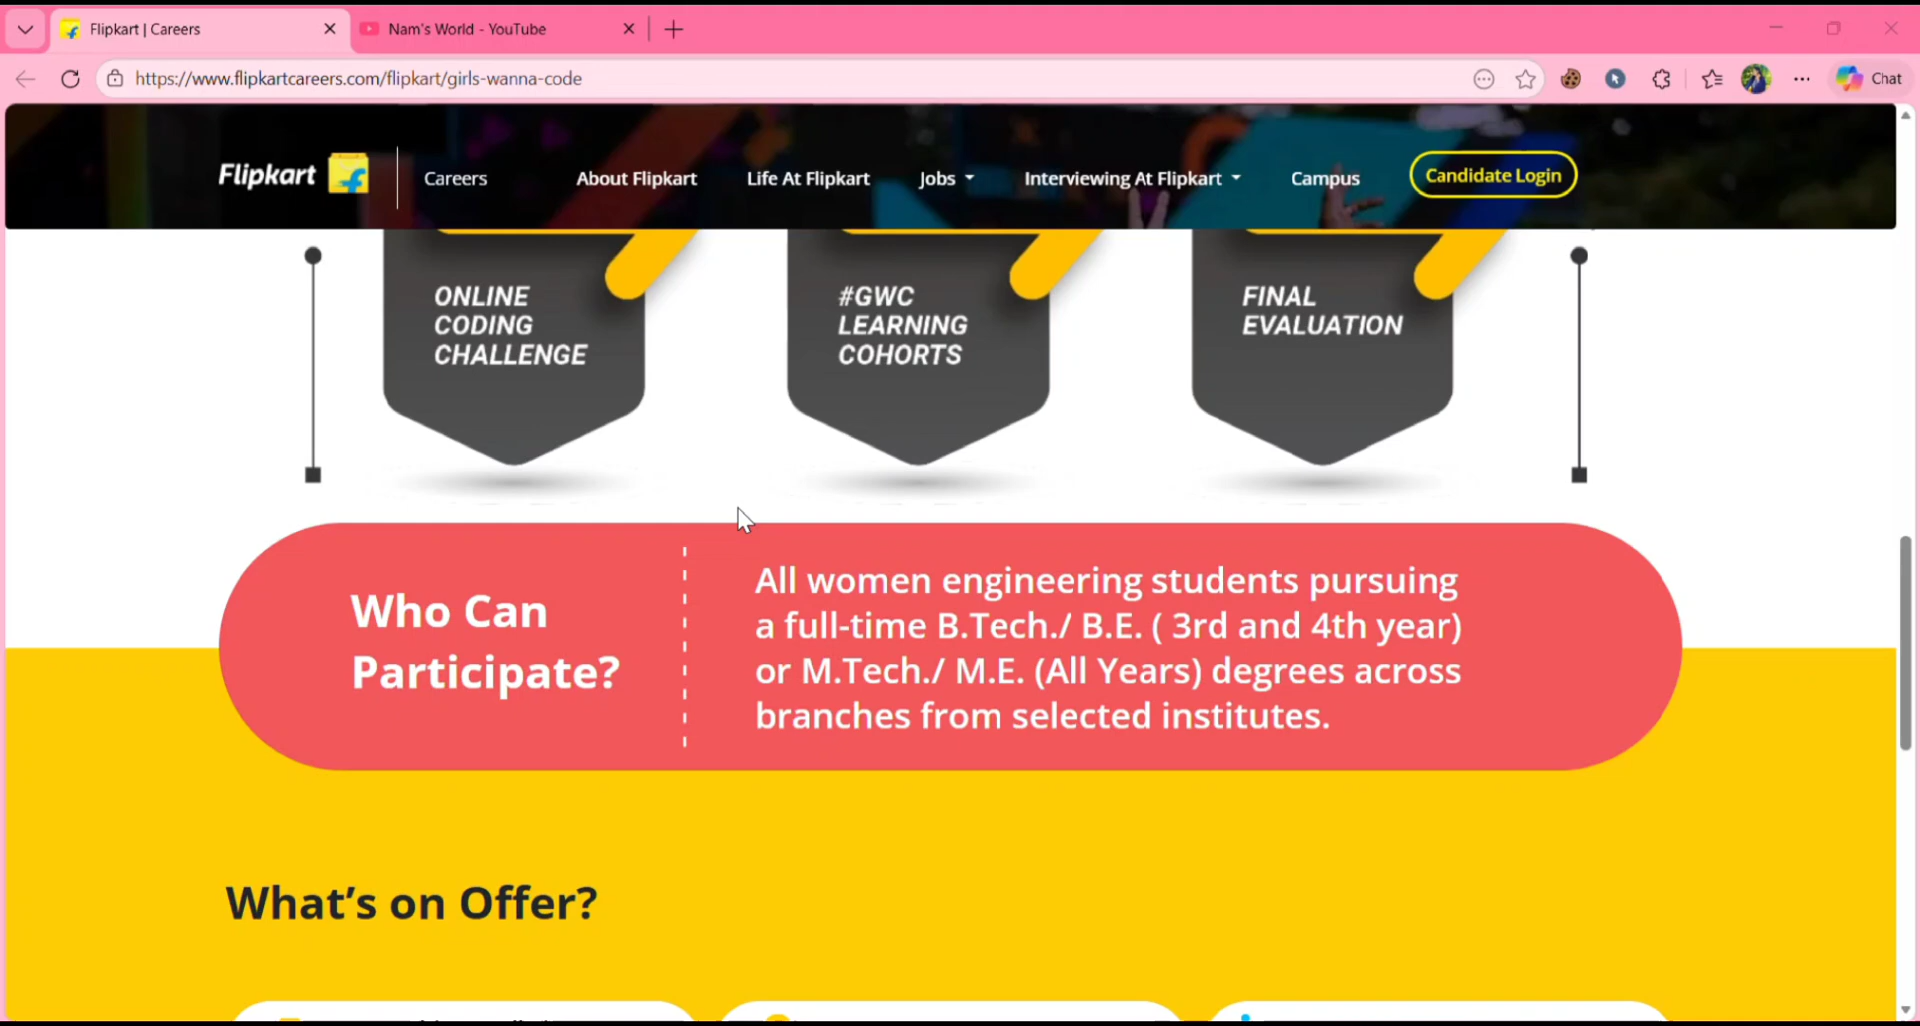 Flipkart | Careers
Nam's World - YouTube
https://www.flipkartcareers.com/flipkart/girls-wanna-code
Chat
Flipkart
Careers
About Flipkart
Life At Flipkart
Jobs
Interviewing At Flipkart
Campus
Candidate Login
ONLINE
CODING
CHALLENGE
#GWC
LEARNING
COHORTS
FINAL
EVALUATION
Who Can
Participate?
All women engineering students pursuing
a full-time B.Tech./ B.E. ( 3rd and 4th year)
or M.Tech./ M.E. (All Years) degrees across
branches from selected institutes.
What’s on Offer?